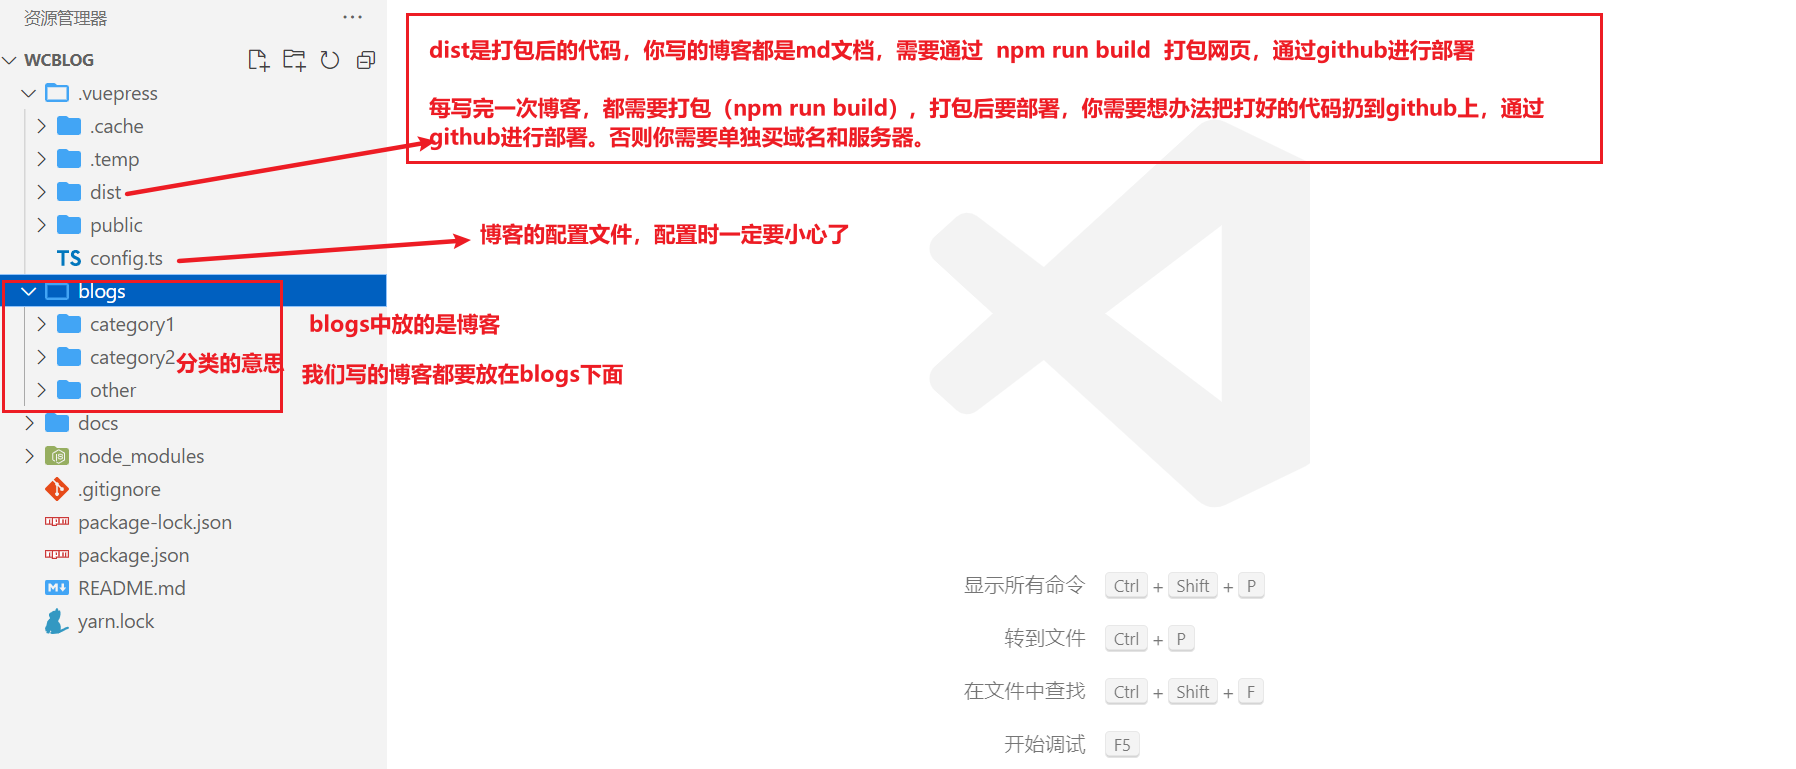 资源管理器
WCBLOG
.vuepress
.cache
.temp
dist
public
TS config.ts
blogs
category1
category2
other
docs
node_modules
.gitignore
package-lock.json
package.json
README.md
yarn.lock
dist是打包后的代码，你写的博客都是md文档，需要通过 npm run build 打包网页，通过github进行部署
每写完一次博客，都需要打包（npm run build），打包后要部署，你需要想办法把打好的代码扔到github上，通过
github进行部署。否则你需要单独买域名和服务器。
博客的配置文件，配置时一定要小心了
blogs中放的是博客
分类的意思
我们写的博客都要放在blogs下面
显示所有命令 Ctrl + Shift + P
转到文件 Ctrl + P
在文件中查找 Ctrl + Shift + F
开始调试 F5